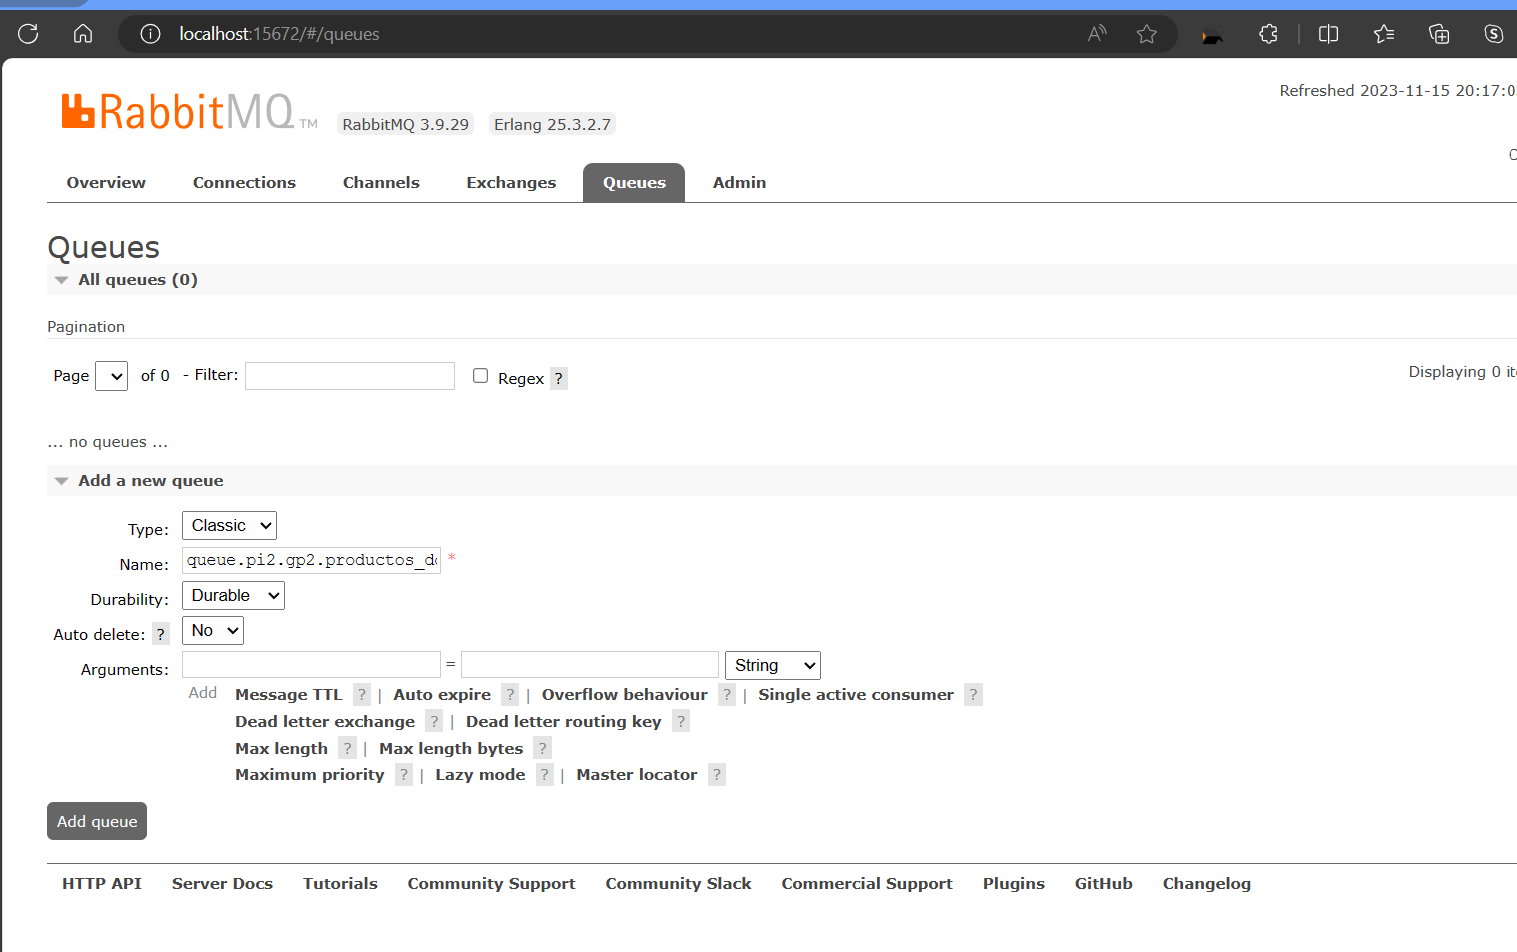 localhost:15672/#/queues
Refreshed 2023-11-15 20:17:0
RabbitMQ TM RabbitMQ 3.9.29 Erlang 25.3.2.7
Overview Connections Channels Exchanges Queues Admin
Queues
All queues (0)
Pagination
Page of 0 - Filter: Regex ? Displaying 0 it
... no queues ...
Add a new queue
Type: Classic
Name: queue.pi2.gp2.productos_d *
Durability: Durable
Auto delete: ? No
Arguments: = String
Add Message TTL ? | Auto expire ? | Overflow behaviour ? | Single active consumer ?
Dead letter exchange ? | Dead letter routing key ?
Max length ? | Max length bytes ?
Maximum priority ? | Lazy mode ? | Master locator ?
Add queue
HTTP API Server Docs Tutorials Community Support Community Slack Commercial Support Plugins GitHub Changelog